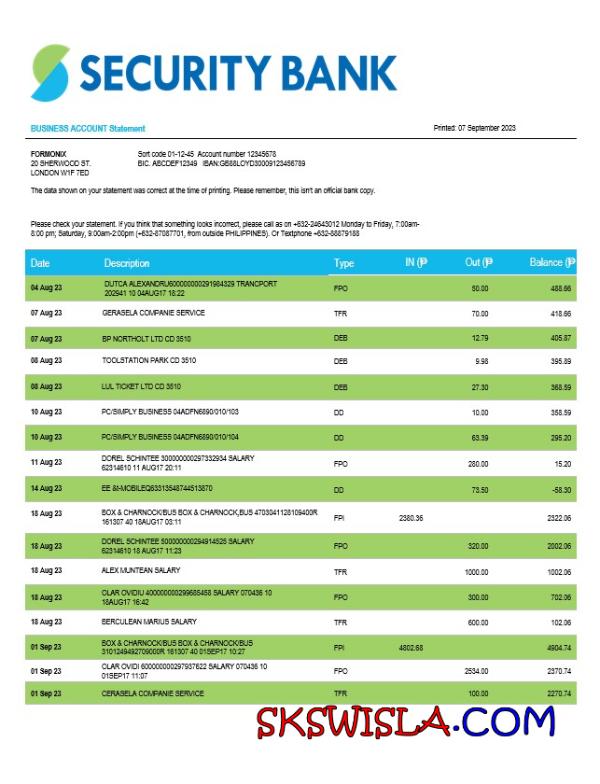 SECURITY BANK
BUSINESS ACCOUNT Statement
Printed: 07 September 2023
FORMONIX
Sort code 01-12-45 Account number 12345678
20 SHERWOOD ST.
BIC. ABCDEF12349 IBAN:GB88LOYD30009123456789
LONDON W1F 7ED
The data shown on your statement was correct at the time of printing. Please remember, this isn't an official bank copy.
Please check your statement. If you think that something looks incorrect, please call as on +632-24643012 Monday to Friday, 7:00am-
8:00 pm; Saturday, 9:00am-2:00pm (+632-87087701, from outside PHILIPPINES). Or Textphone +632-88879188
Date Description Type IN (₱ Out (₱ Balance (₱
04 Aug 23 DUTCA ALEXANDRU600000000291984329 TRANCPORT FPO 50.00 488.66
202941 10 04AUG17 18:22
07 Aug 23 GERASELA COMPANIE SERVICE TFR 70.00 418.66
07 Aug 23 BP NORTHOLT LTD CD 3510 DEB 12.79 405.87
08 Aug 23 TOOLSTATION PARK CD 3510 DEB 9.98 395.89
08 Aug 23 LUL TICKET LTD CD 3510 DEB 27.30 368.59
10 Aug 23 PC/SIMPLY BUSINESS 04ADFN6890/010/103 DD 10.00 358.59
10 Aug 23 PC/SIMPLY BUSINESS 04ADFN6890/010/104 DD 63.39 295.20
11 Aug 23 DOREL SCHINTEE 300000000297332934 SALARY FPO 280.00 15.20
62314610 11 AUG17 20:11
14 Aug 23 EE &t-MOBILEQ63313548744513870 DD 73.50 -58.30
18 Aug 23 BOX & CHARNOCK/BUS BOX & CHARNOCK,BUS 4703041128109400R FPI 2380.36 2322.06
161307 40 18AUG17 03:11
18 Aug 23 DOREL SCHINTEE 500000000294914525 SALARY FPO 320.00 2002.06
62314610 18 AUG17 11:23
18 Aug 23 ALEX MUNTEAN SALARY TFR 1000.00 1002.06
18 Aug 23 OLAR OVIDIU 400000000299685458 SALARY 070436 10 FPO 300.00 702.06
18AUG17 16:42
18 Aug 23 BERCULEAN MARIUS SALARY TFR 600.00 102.06
01 Sep 23 BOX & CHARNOCK/BUS BOX & CHARNOCK/BUS FPI 4802.68 4904.74
3101249492709000R 161307 40 01SEP17 10:27
01 Sep 23 OLAR OVIDI 600000000297937622 SALARY 070436 10 FPO 2534.00 2370.74
01SEP17 11:07
01 Sep 23 CERASELA COMPANIE SERVICE TFR 100.00 2270.74
SKSWISLA.COM